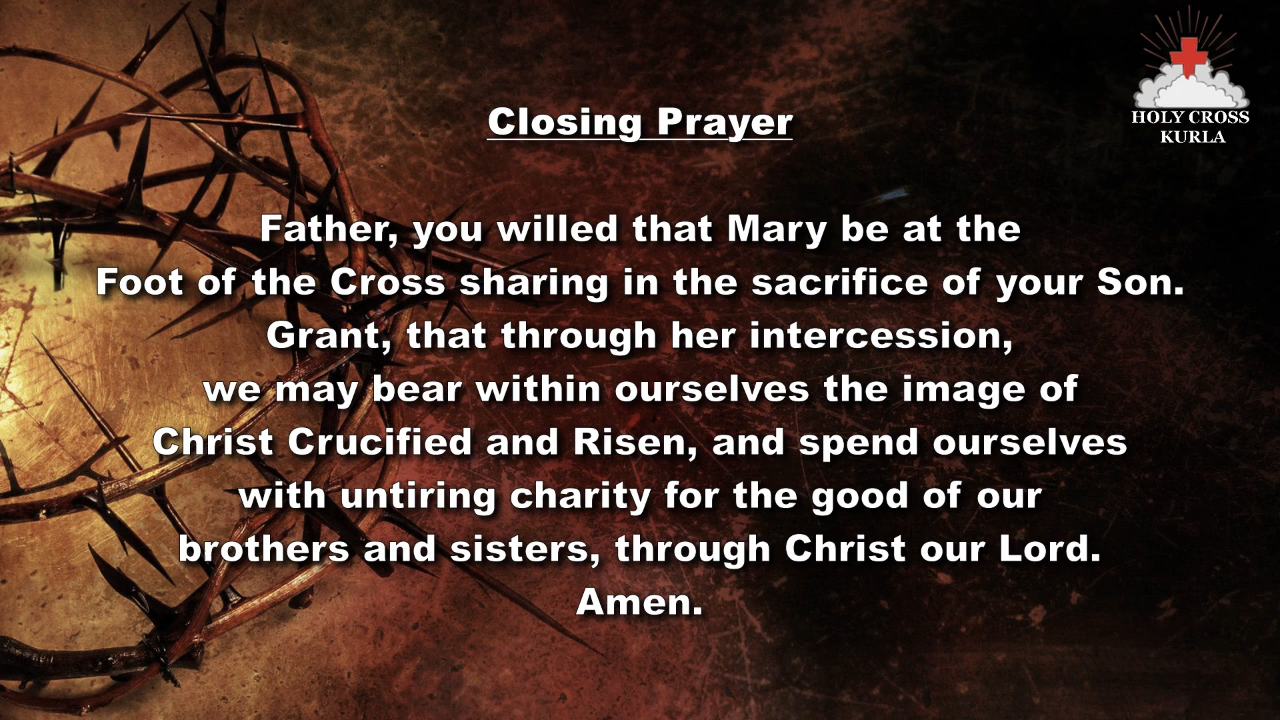 HOLY CROSS
KURLA
Closing Prayer
Father, you willed that Mary be at the
Foot of the Cross sharing in the sacrifice of your Son.
Grant, that through her intercession,
we may bear within ourselves the image of
Christ Crucified and Risen, and spend ourselves
with untiring charity for the good of our
brothers and sisters, through Christ our Lord.
Amen.